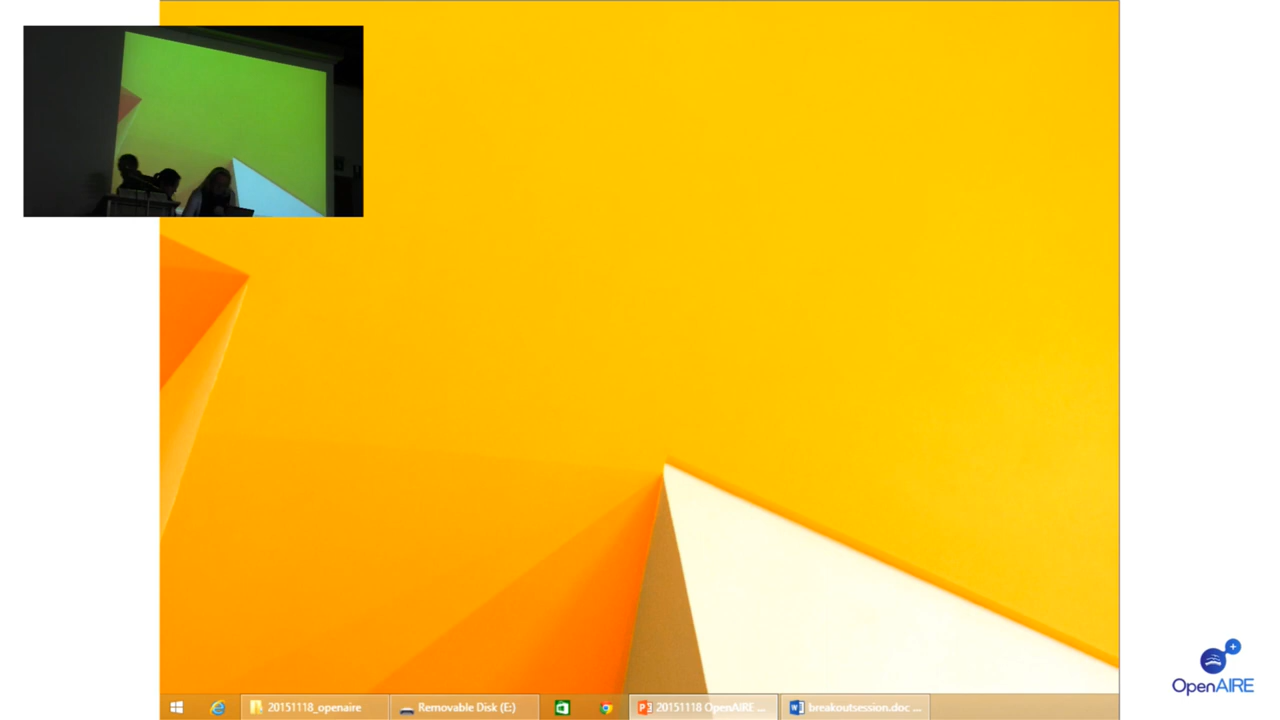 20151118_openaire
Removable Disk (E:)
20151118 OpenAIRE ...
breakoutsession.doc ...
OpenAIRE